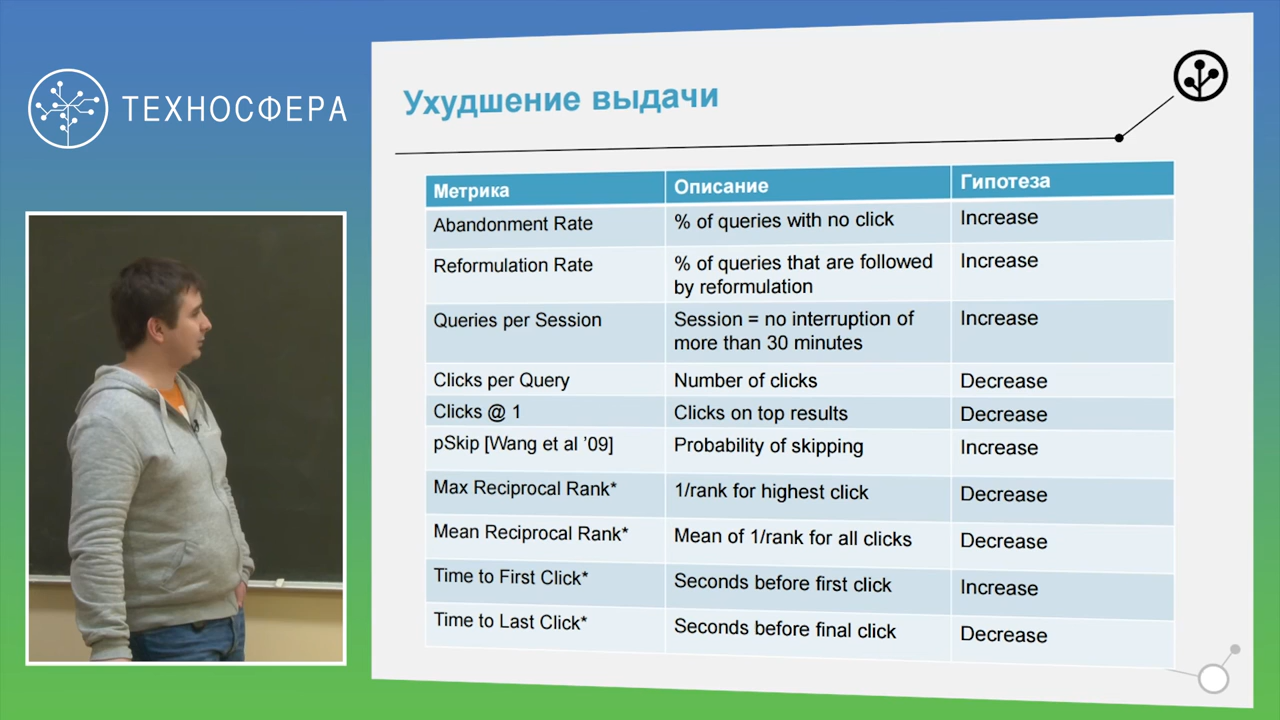 ТЕХНОСФЕРА
Ухудшение выдачи
Метрика Описание Гипотеза
Abandonment Rate % of queries with no click Increase
Reformulation Rate % of queries that are followed by reformulation Increase
Queries per Session Session = no interruption of more than 30 minutes Increase
Clicks per Query Number of clicks Decrease
Clicks @ 1 Clicks on top results Decrease
pSkip [Wang et al ’09] Probability of skipping Increase
Max Reciprocal Rank* 1/rank for highest click Decrease
Mean Reciprocal Rank* Mean of 1/rank for all clicks Decrease
Time to First Click* Seconds before first click Increase
Time to Last Click* Seconds before final click Decrease